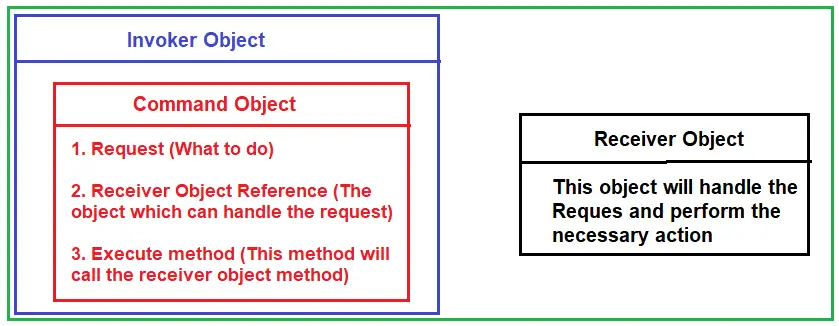 Invoker Object
Command Object
1. Request (What to do)
2. Receiver Object Reference (The
object which can handle the request)
3. Execute method (This method will
call the receiver object method)
Receiver Object
This object will handle the
Reques and perform the
necessary action